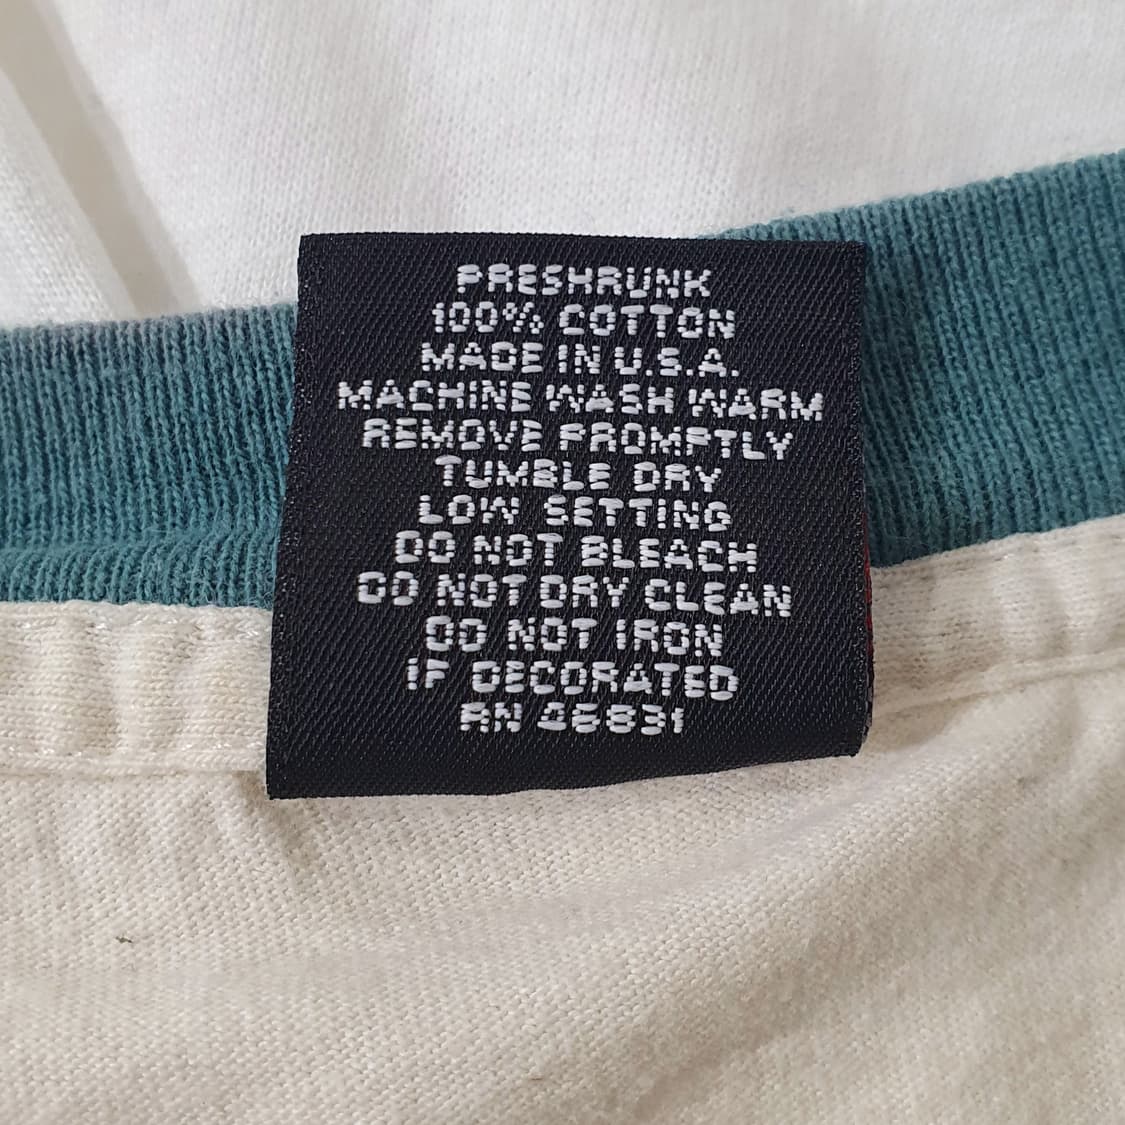 PRESHRUNK
100% COTTON
MADE IN U.S.A.
MACHINE WASH WARM
REMOVE PROMPTLY
TUMBLE DRY
LOW SETTING
DO NOT BLEACH
DO NOT DRY CLEAN
DO NOT IRON
IF DECORATED
RN